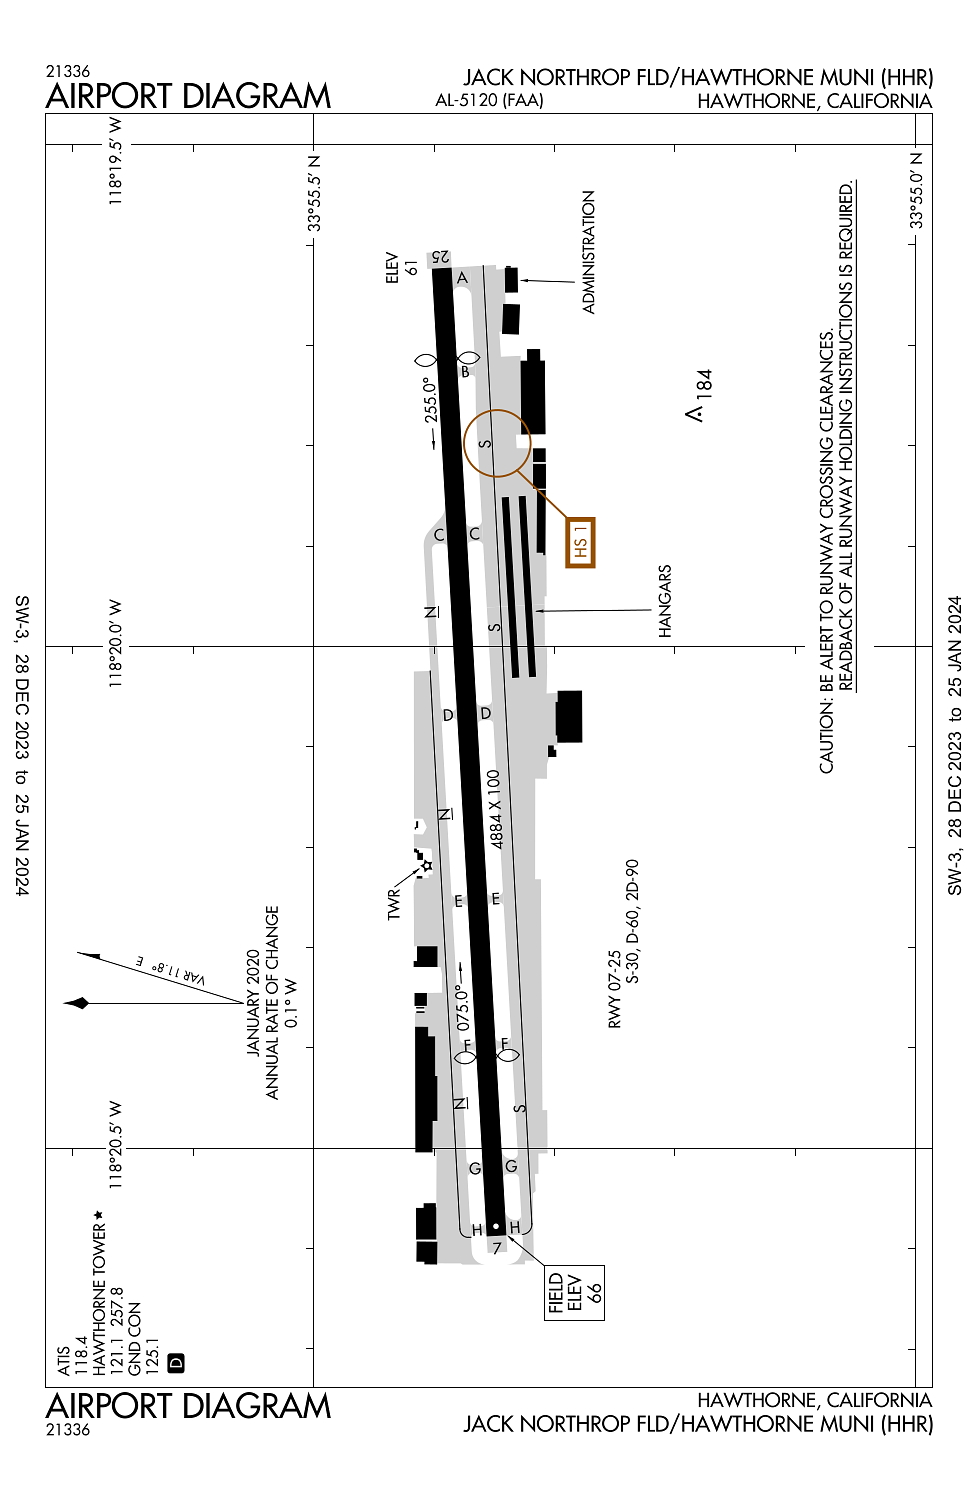 21336
AIRPORT DIAGRAM
AL-5120 (FAA)
JACK NORTHROP FLD/HAWTHORNE MUNI (HHR)
HAWTHORNE, CALIFORNIA
118°19.5' W
33°55.5' N
33°55.0' N
ELEV
61
25
A
ADMINISTRATION
B
255.0°
184
S
HS 1
C
C
N
HANGARS
S
118°20.0' W
CAUTION: BE ALERT TO RUNWAY CROSSING CLEARANCES.
READBACK OF ALL RUNWAY HOLDING INSTRUCTIONS IS REQUIRED.
D
D
N
4884 X 100
TWR
E
E
RWY 07-25
S-30, D-60, 2D-90
VAR 11.8° E
JANUARY 2020
ANNUAL RATE OF CHANGE
0.1° W
075.0°
F
F
N
S
118°20.5' W
G
G
H
H
7
FIELD
ELEV
66
ATIS
118.4
HAWTHORNE TOWER
121.1 257.8
GND CON
125.1
D
SW-3, 28 DEC 2023 to 25 JAN 2024
SW-3, 28 DEC 2023 to 25 JAN 2024
AIRPORT DIAGRAM
21336
HAWTHORNE, CALIFORNIA
JACK NORTHROP FLD/HAWTHORNE MUNI (HHR)